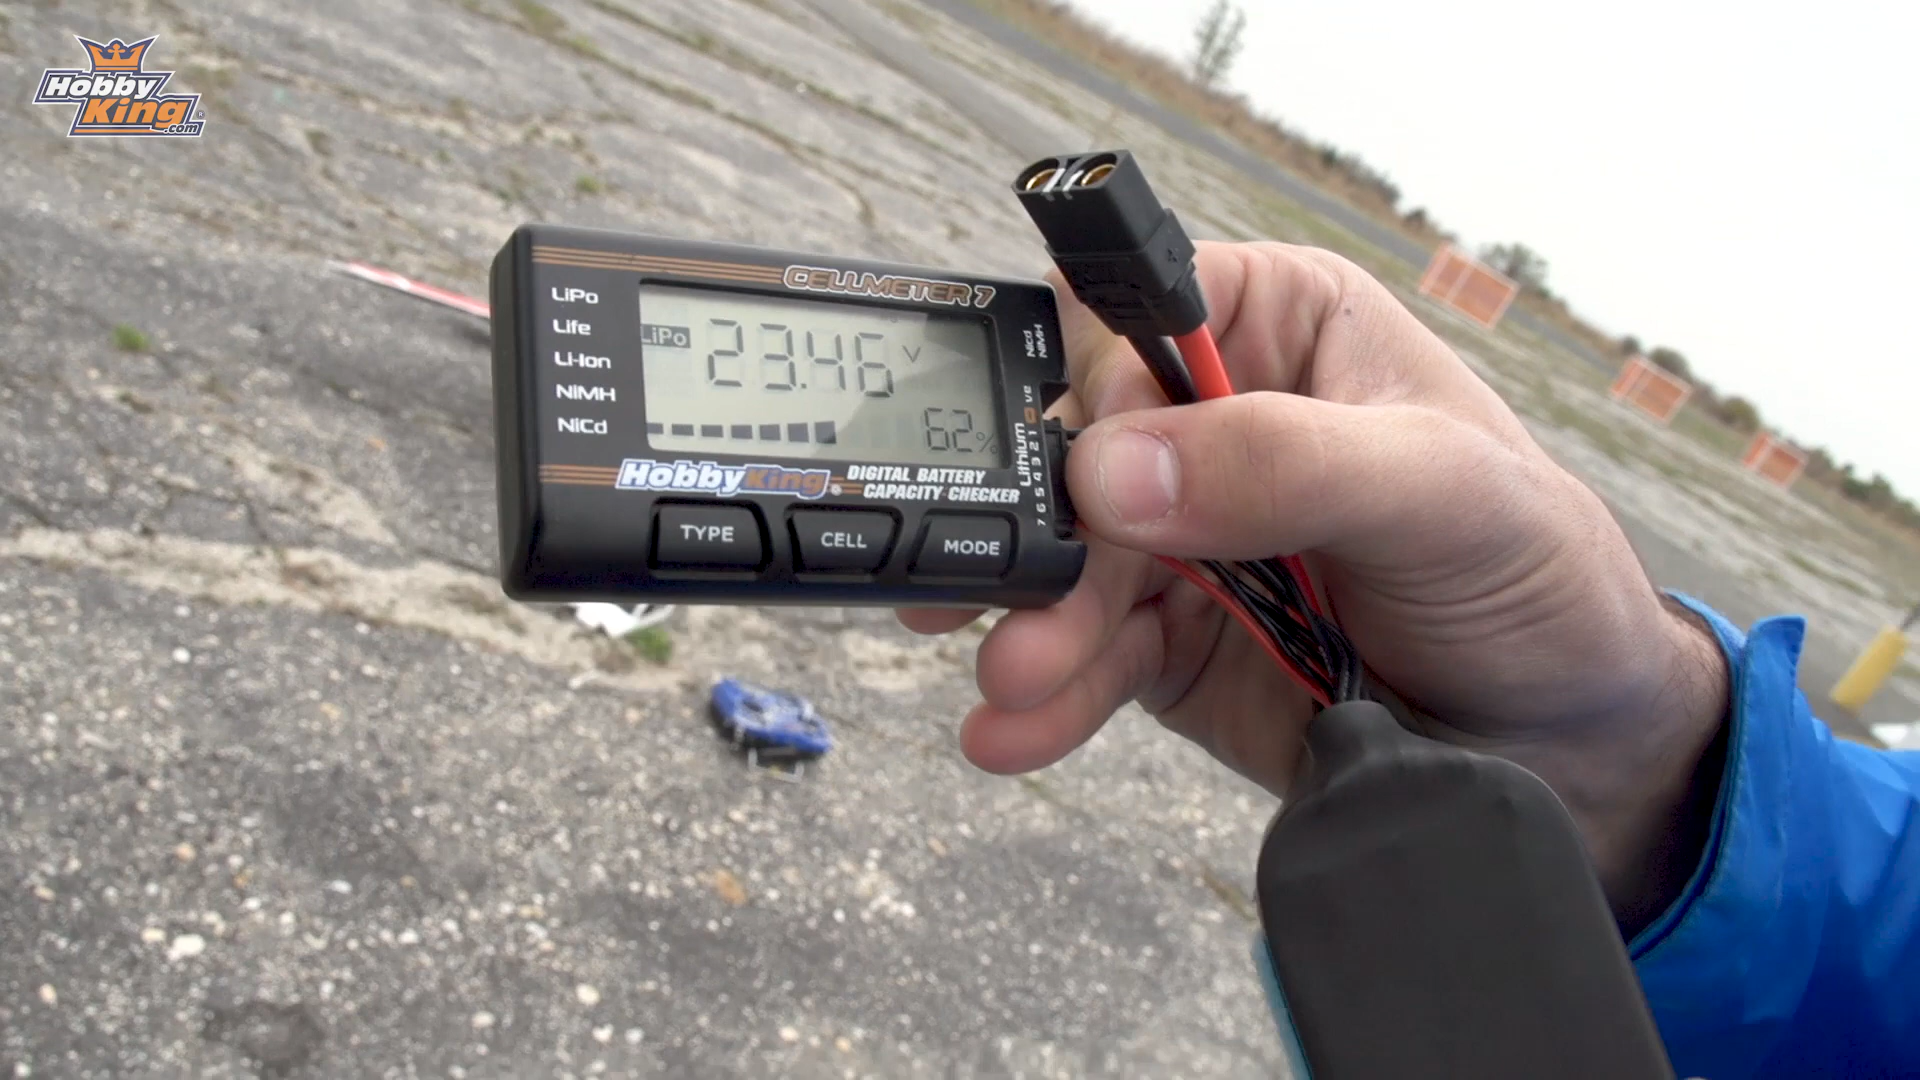 Hobby
King
.com
CELLMETER 7
LiPo
Life
Li-Ion
NiMH
NiCd
LiPo 23.46 V
62%
Nicd
NiMH
Lithium
7 6 5 4 3 2 1 0 ve
HobbyKing® DIGITAL BATTERY
CAPACITY CHECKER
TYPE
CELL
MODE